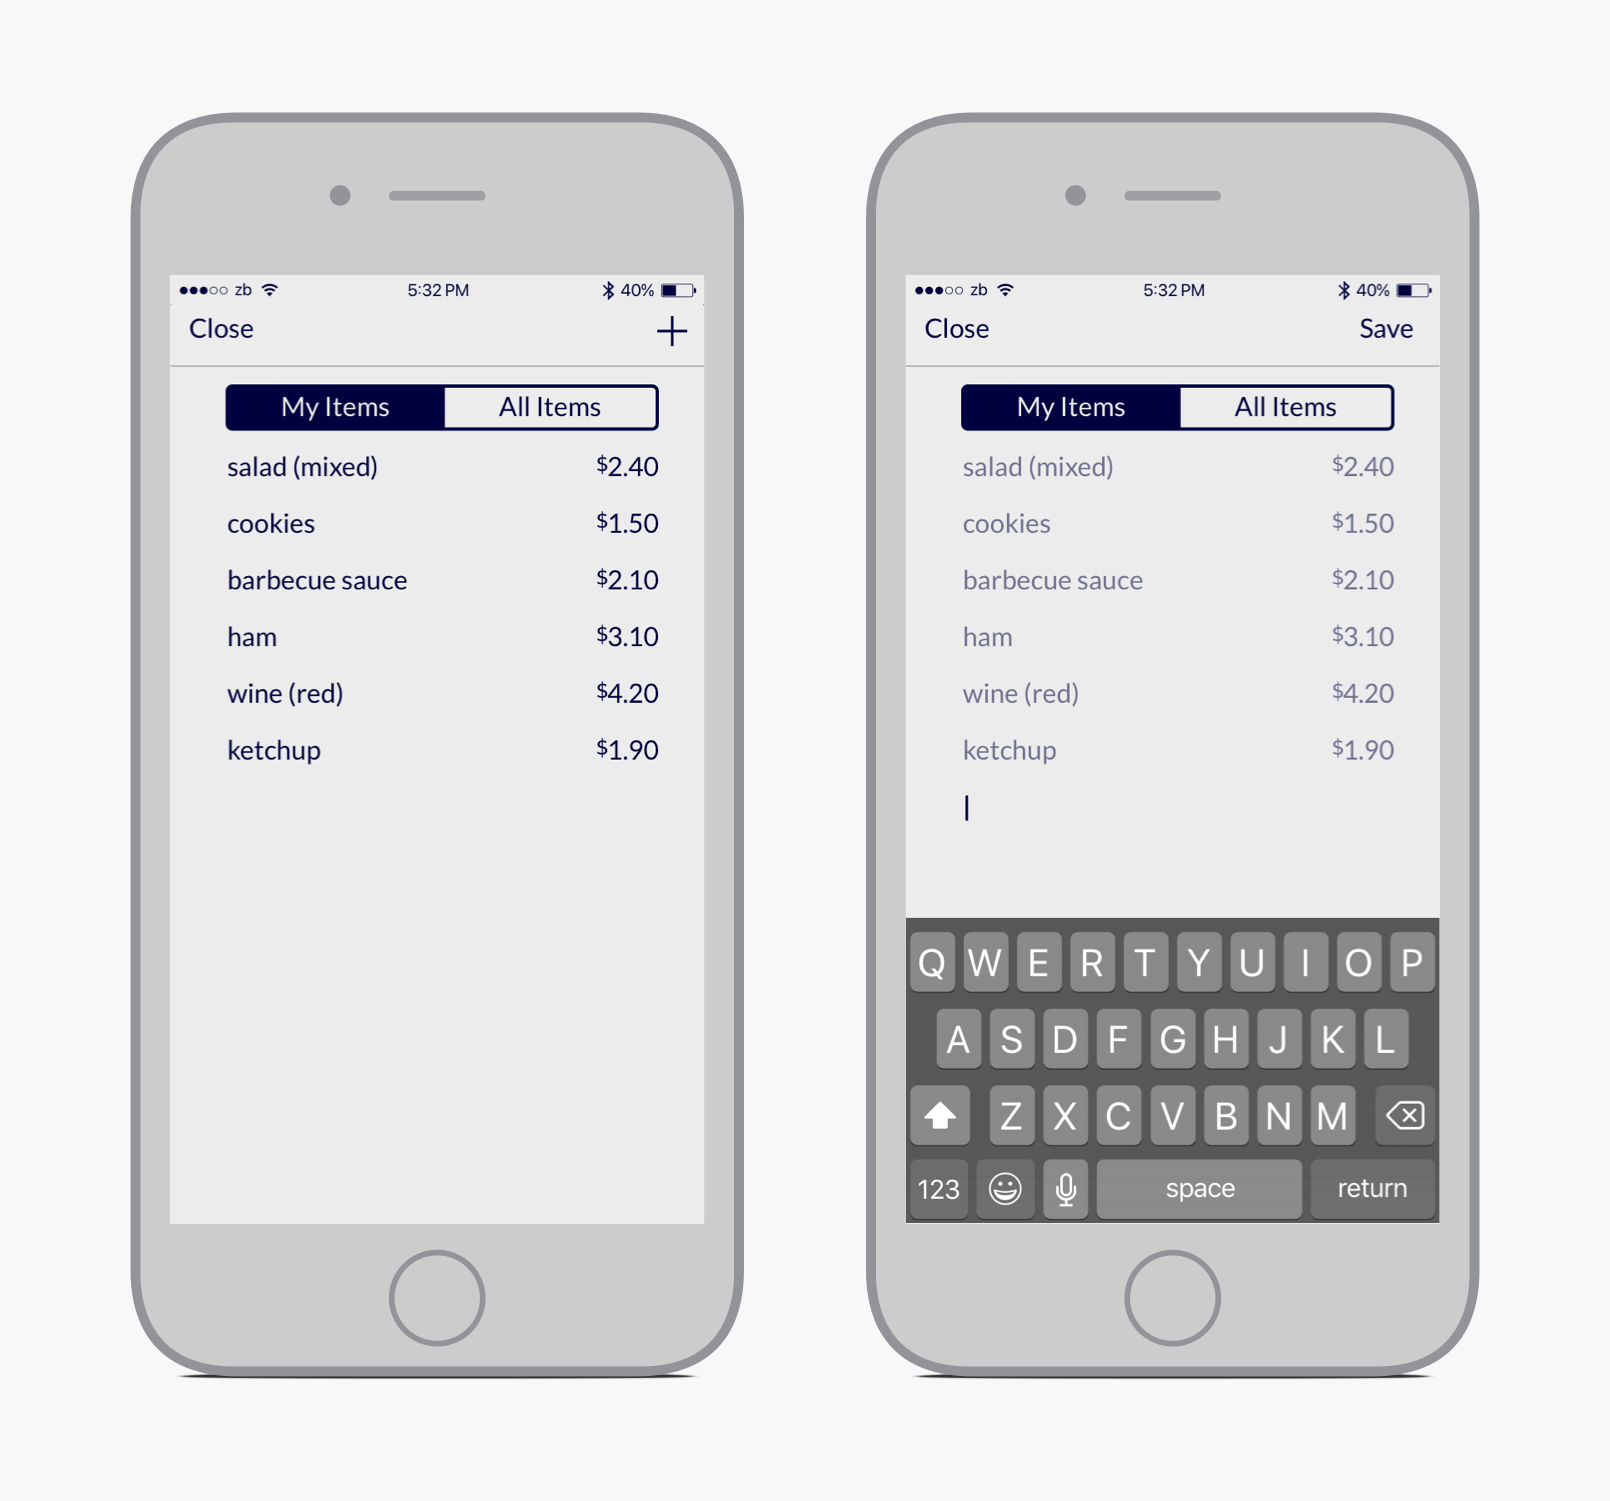 zb 5:32 PM 40%
Close
My Items All Items
salad (mixed) $2.40
cookies $1.50
barbecue sauce $2.10
ham $3.10
wine (red) $4.20
ketchup $1.90
zb 5:32 PM 40%
Close Save
My Items All Items
salad (mixed) $2.40
cookies $1.50
barbecue sauce $2.10
ham $3.10
wine (red) $4.20
ketchup $1.90
Q W E R T Y U I O P
A S D F G H J K L
Z X C V B N M
123 space return